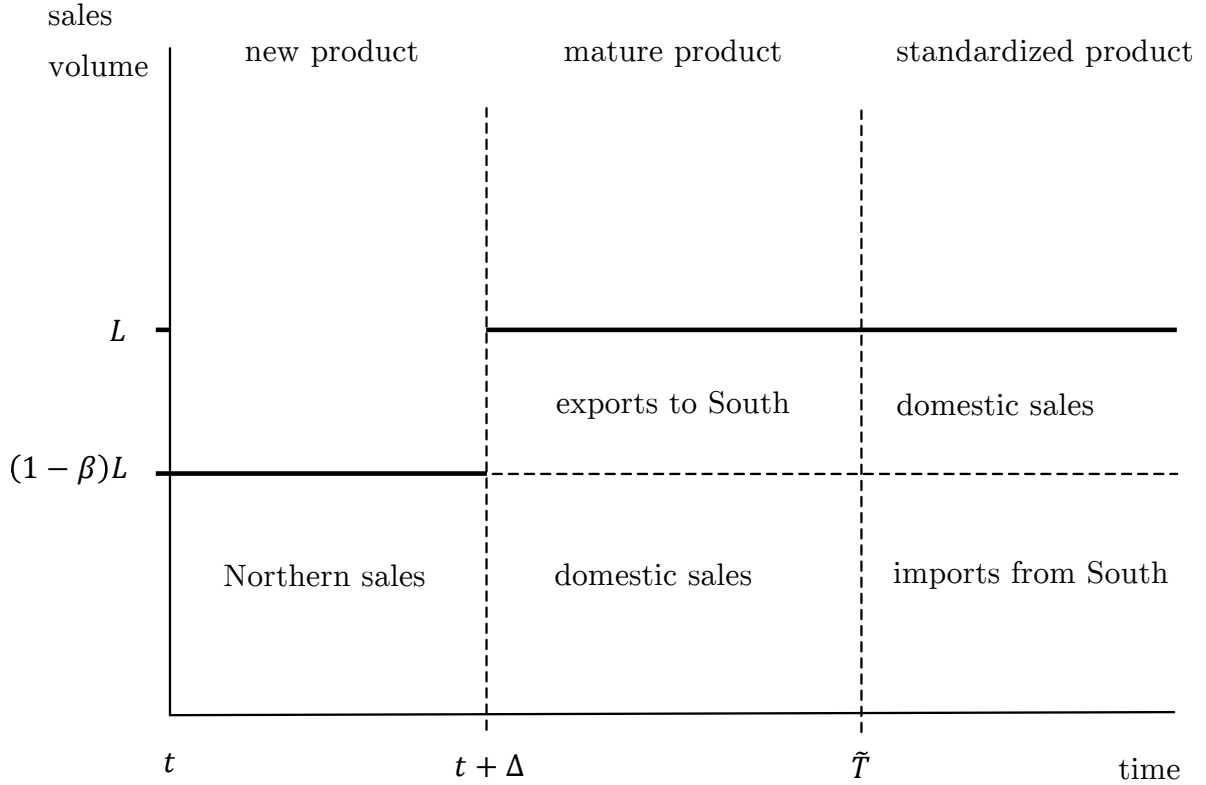 sales
volume
new product
mature product
standardized product
L
exports to South
domestic sales
(1 − β)L
Northern sales
domestic sales
imports from South
t
t + Δ
T̃
time